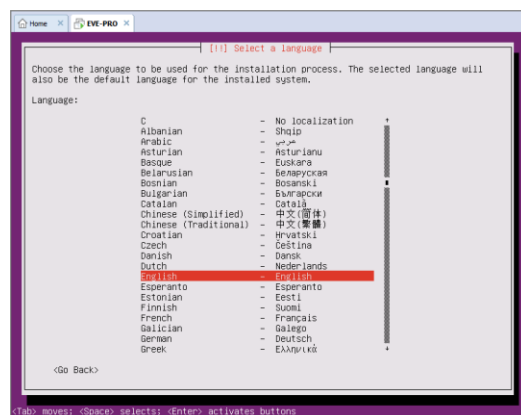 Home × EVE-PRO ×
[!!] Select a language
Choose the language to be used for the installation process. The selected language will
also be the default language for the installed system.
Language:
C - No localization
Albanian - Shqip
Arabic - عربي
Asturian - Asturianu
Basque - Euskara
Belarusian - Беларуская
Bosnian - Bosanski
Bulgarian - Български
Catalan - Català
Chinese (Simplified) - 中文(简体)
Chinese (Traditional) - 中文(繁體)
Croatian - Hrvatski
Czech - Čeština
Danish - Dansk
Dutch - Nederlands
English - English
Esperanto - Esperanto
Estonian - Eesti
Finnish - Suomi
French - Français
Galician - Galego
German - Deutsch
Greek - Ελληνικά
<Go Back>
<Tab> moves; <Space> selects; <Enter> activates buttons